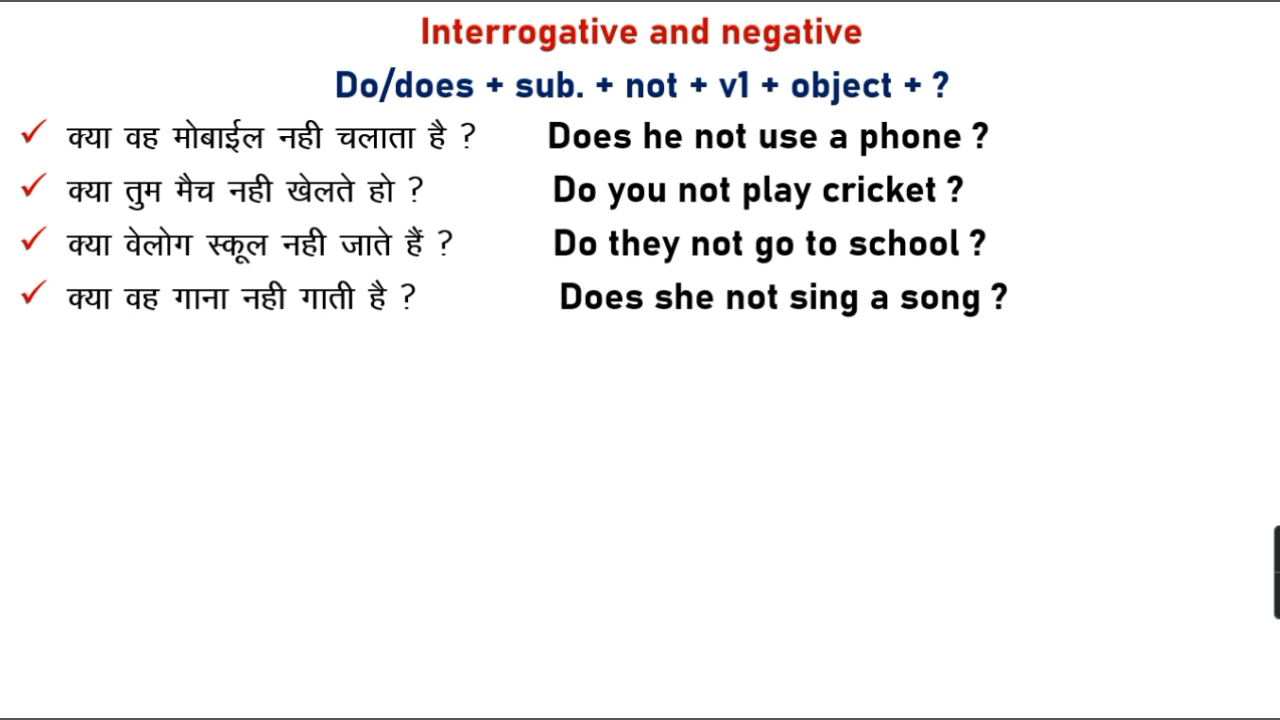 Interrogative and negative
Do/does + sub. + not + v1 + object + ?
✓ क्या वह मोबाईल नही चलाता है ? Does he not use a phone ?
✓ क्या तुम मैच नही खेलते हो ? Do you not play cricket ?
✓ क्या वेलोग स्कूल नही जाते हैं ? Do they not go to school ?
✓ क्या वह गाना नही गाती है ? Does she not sing a song ?